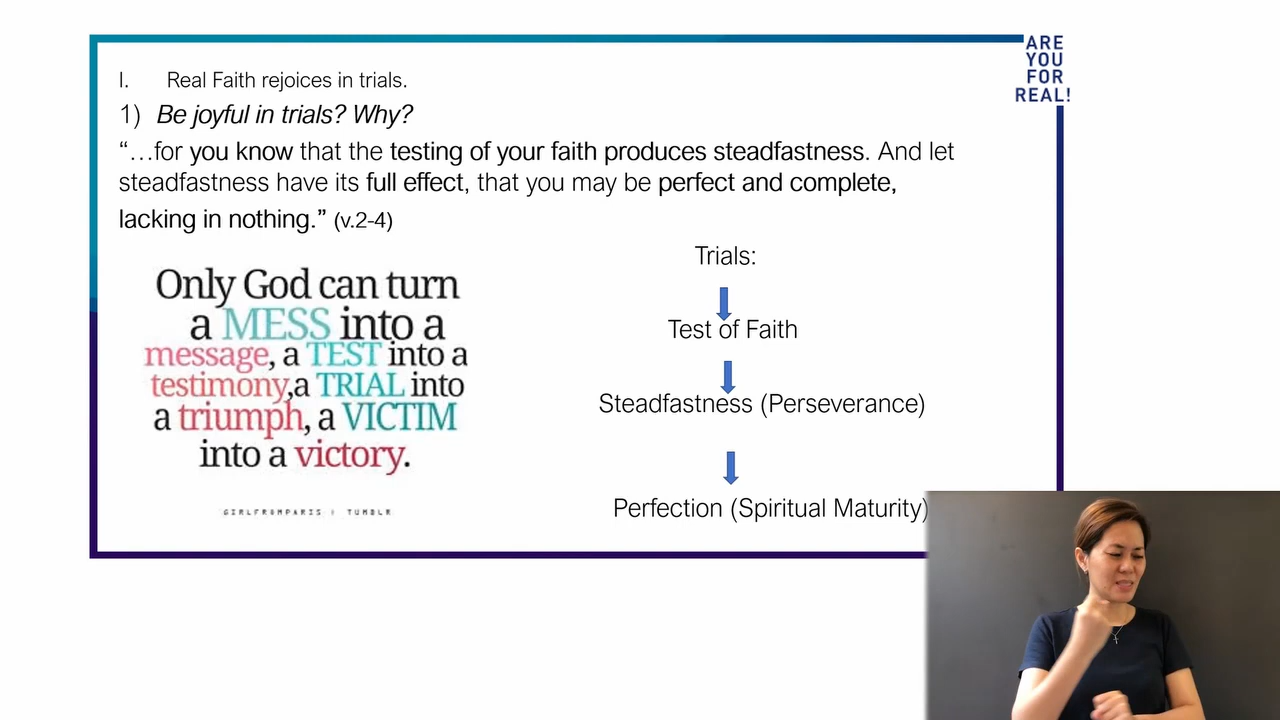 ARE
YOU
FOR
REAL!
I. Real Faith rejoices in trials.
1) Be joyful in trials? Why?
“…for you know that the testing of your faith produces steadfastness. And let
steadfastness have its full effect, that you may be perfect and complete,
lacking in nothing.” (v.2-4)
Only God can turn
a MESS into a
message, a TEST into a
testimony,a TRIAL into
a triumph, a VICTIM
into a victory.
GIRLFROMPARIS | TUMBLR
Trials:
Test of Faith
Steadfastness (Perseverance)
Perfection (Spiritual Maturity)